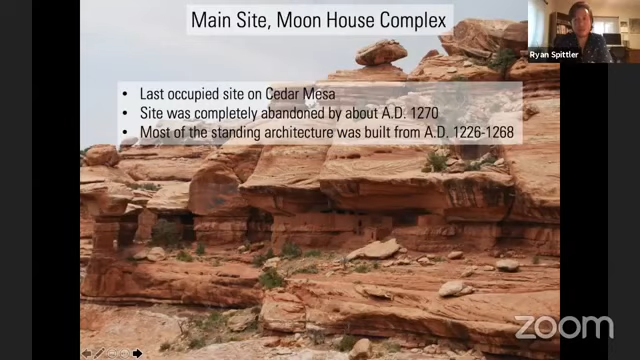 Main Site, Moon House Complex
Ryan Spittler
• Last occupied site on Cedar Mesa
• Site was completely abandoned by about A.D. 1270
• Most of the standing architecture was built from A.D. 1226-1268
zoom